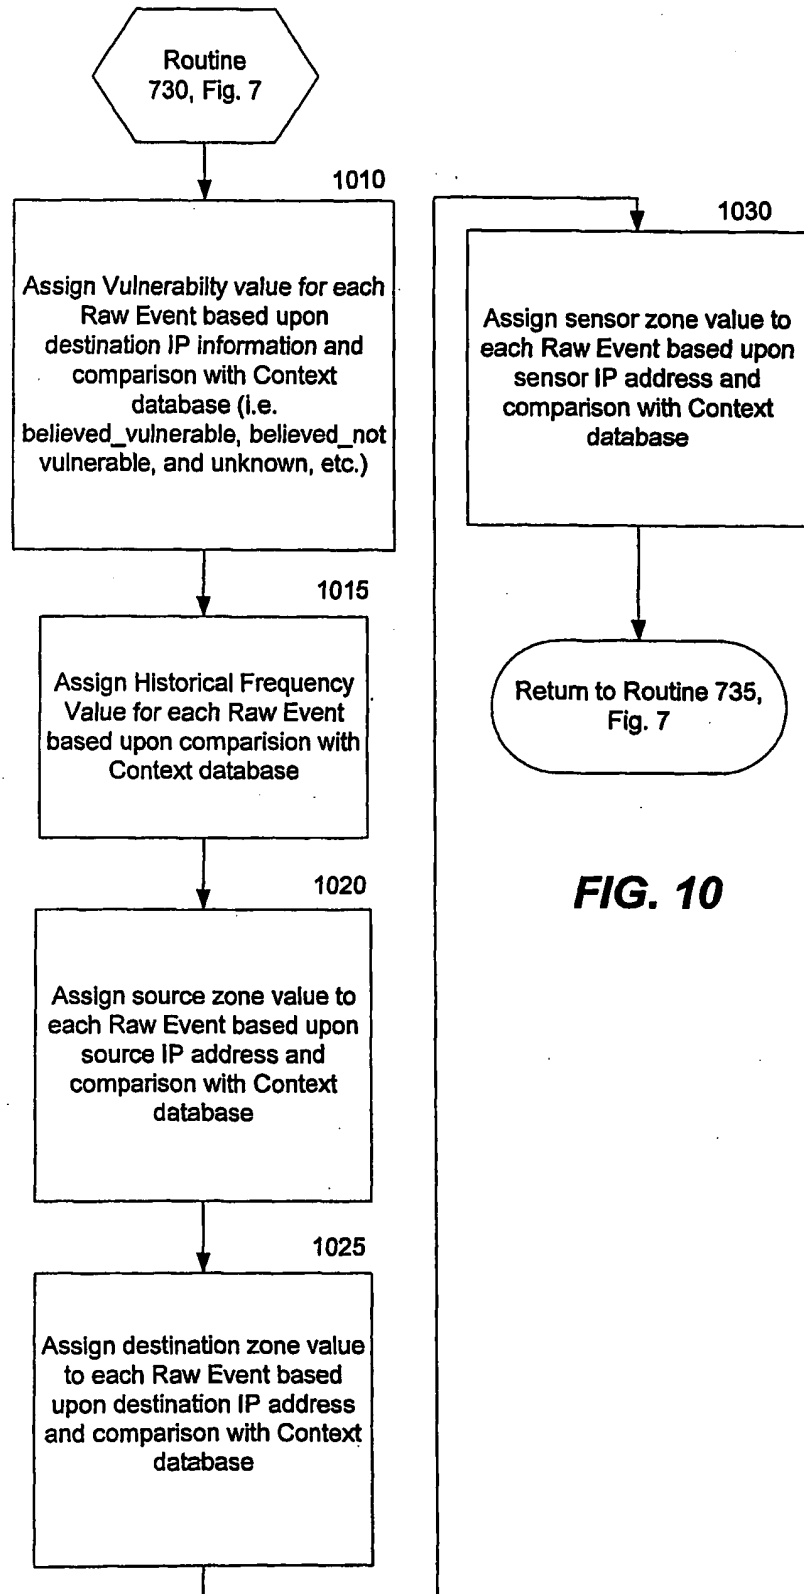 Routine
730, Fig. 7
1010
Assign Vulnerabilty value for each
Raw Event based upon
destination IP information and
comparison with Context
database (i.e.
believed_vulnerable, believed_not
vulnerable, and unknown, etc.)
1015
Assign Historical Frequency
Value for each Raw Event
based upon comparision with
Context database
1020
Assign source zone value to
each Raw Event based upon
source IP address and
comparison with Context
database
1025
Assign destination zone value
to each Raw Event based
upon destination IP address
and comparison with Context
database
1030
Assign sensor zone value to
each Raw Event based upon
sensor IP address and
comparison with Context
database
Return to Routine 735,
Fig. 7
FIG. 10